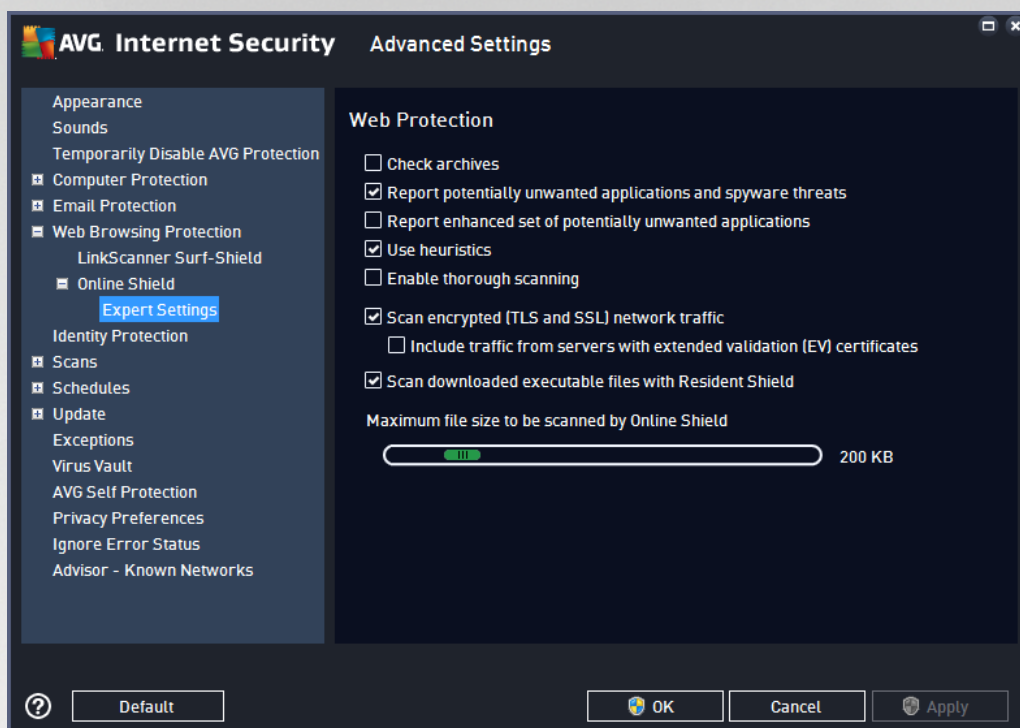 AVG. Internet Security Advanced Settings
Appearance
Sounds
Temporarily Disable AVG Protection
Computer Protection
Email Protection
Web Browsing Protection
LinkScanner Surf-Shield
Online Shield
Expert Settings
Identity Protection
Scans
Schedules
Update
Exceptions
Virus Vault
AVG Self Protection
Privacy Preferences
Ignore Error Status
Advisor - Known Networks
Web Protection
Check archives
Report potentially unwanted applications and spyware threats
Report enhanced set of potentially unwanted applications
Use heuristics
Enable thorough scanning
Scan encrypted (TLS and SSL) network traffic
Include traffic from servers with extended validation (EV) certificates
Scan downloaded executable files with Resident Shield
Maximum file size to be scanned by Online Shield
200 KB
? Default OK Cancel Apply